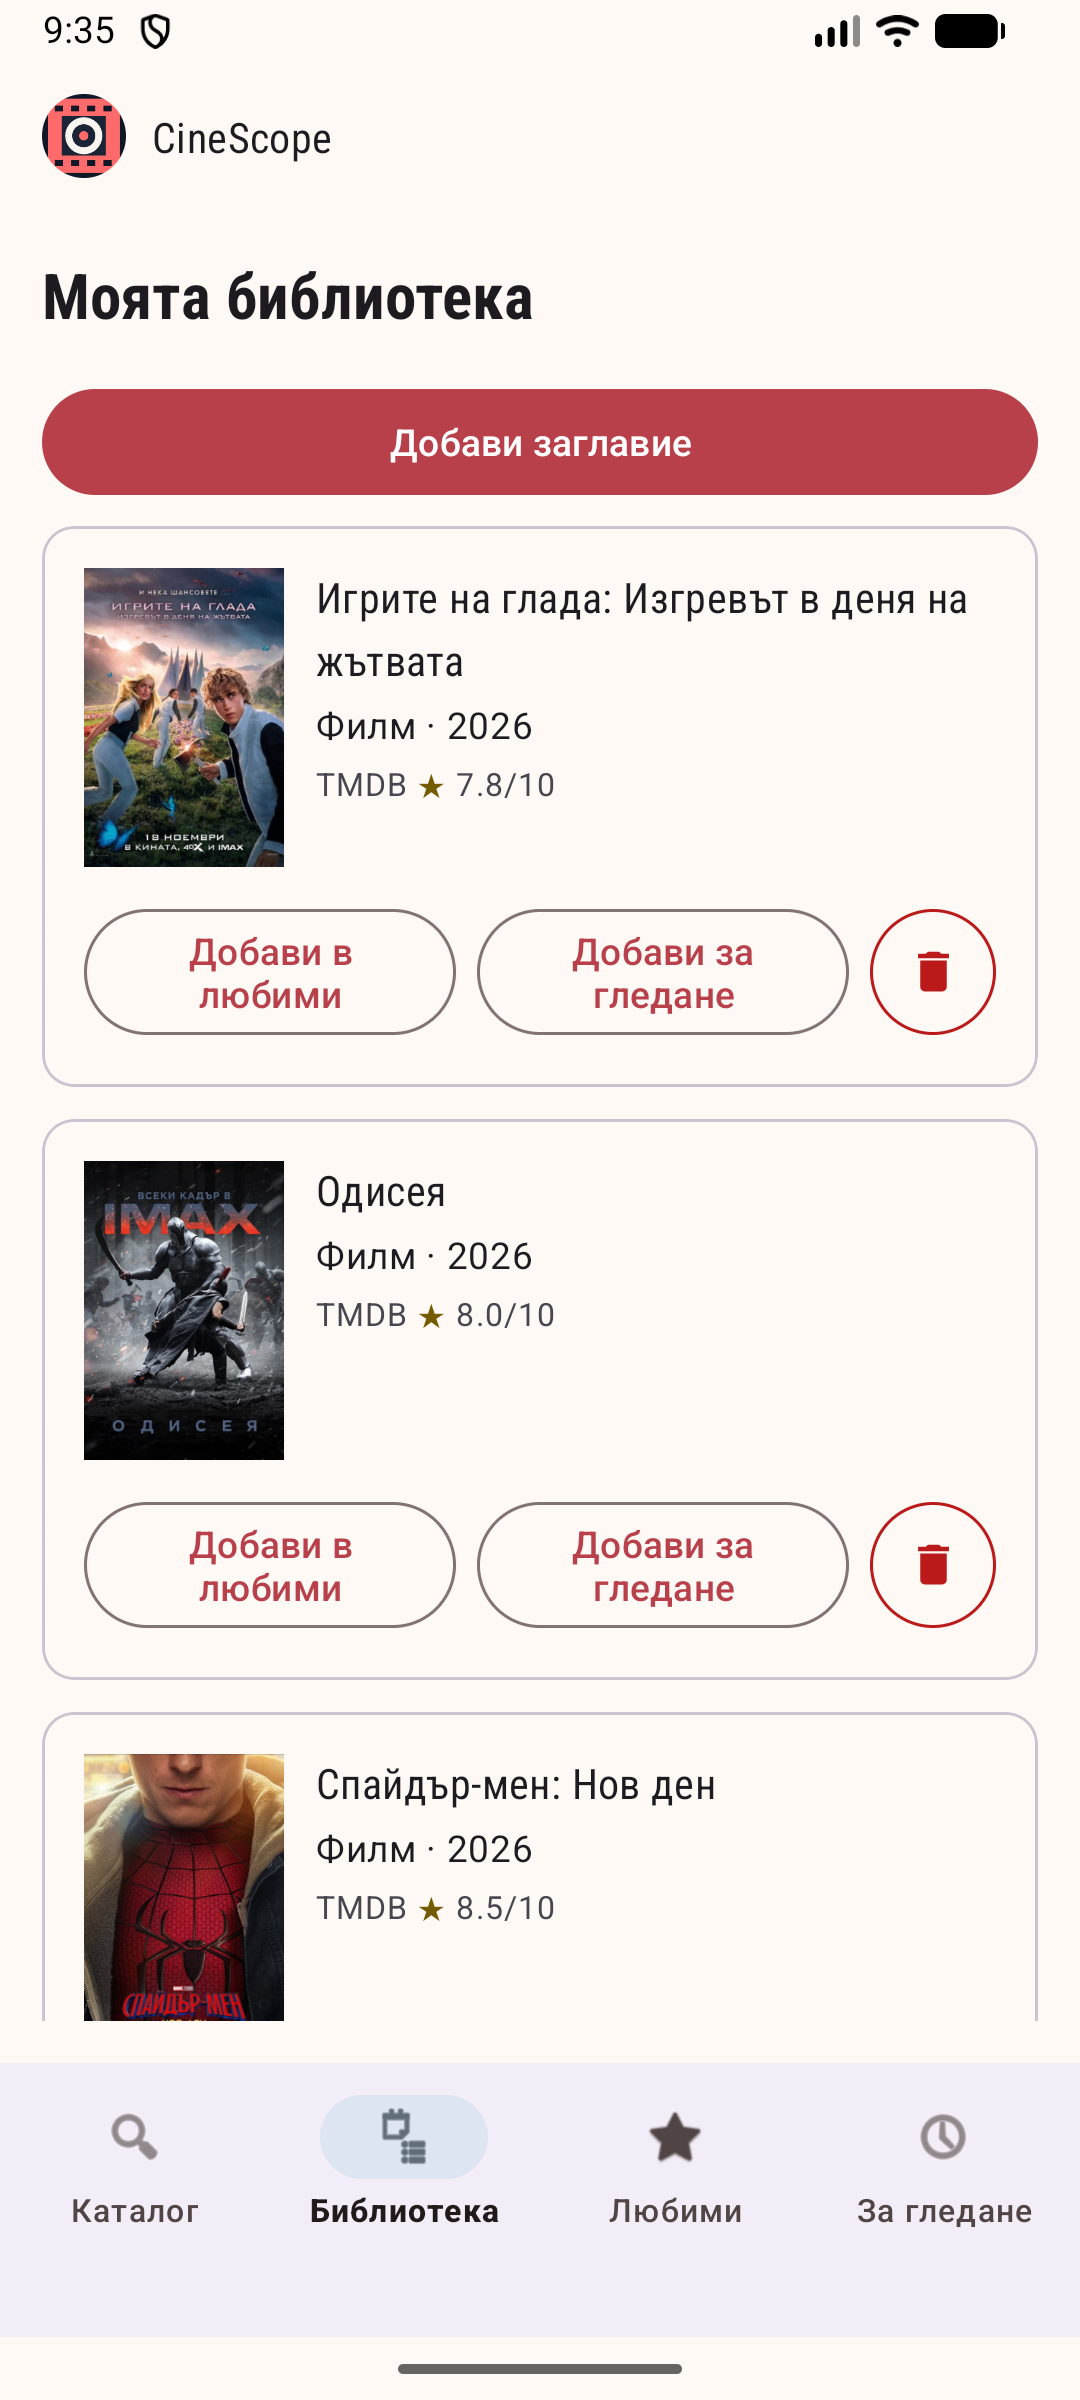 9:35
CineScope
Моята библиотека
Добави заглавие
И НЕКА ШАНСОВЕТЕ ...
ИГРИТЕ НА ГЛАДА
ИЗГРЕВЪТ В ДЕНЯ НА ЖЪТВАТА
18 НОЕМВРИ
В КИНАТА, 4DX И IMAX
Игрите на глада: Изгревът в деня на
жътвата
Филм · 2026
TMDB ★ 7.8/10
Добави в
любими
Добави за
гледане
ВСЕКИ КАДЪР В
IMAX
ОДИСЕЯ
Одисея
Филм · 2026
TMDB ★ 8.0/10
Добави в
любими
Добави за
гледане
СПАЙДЪР-МЕН
Спайдър-мен: Нов ден
Филм · 2026
TMDB ★ 8.5/10
Каталог
Библиотека
Любими
За гледане